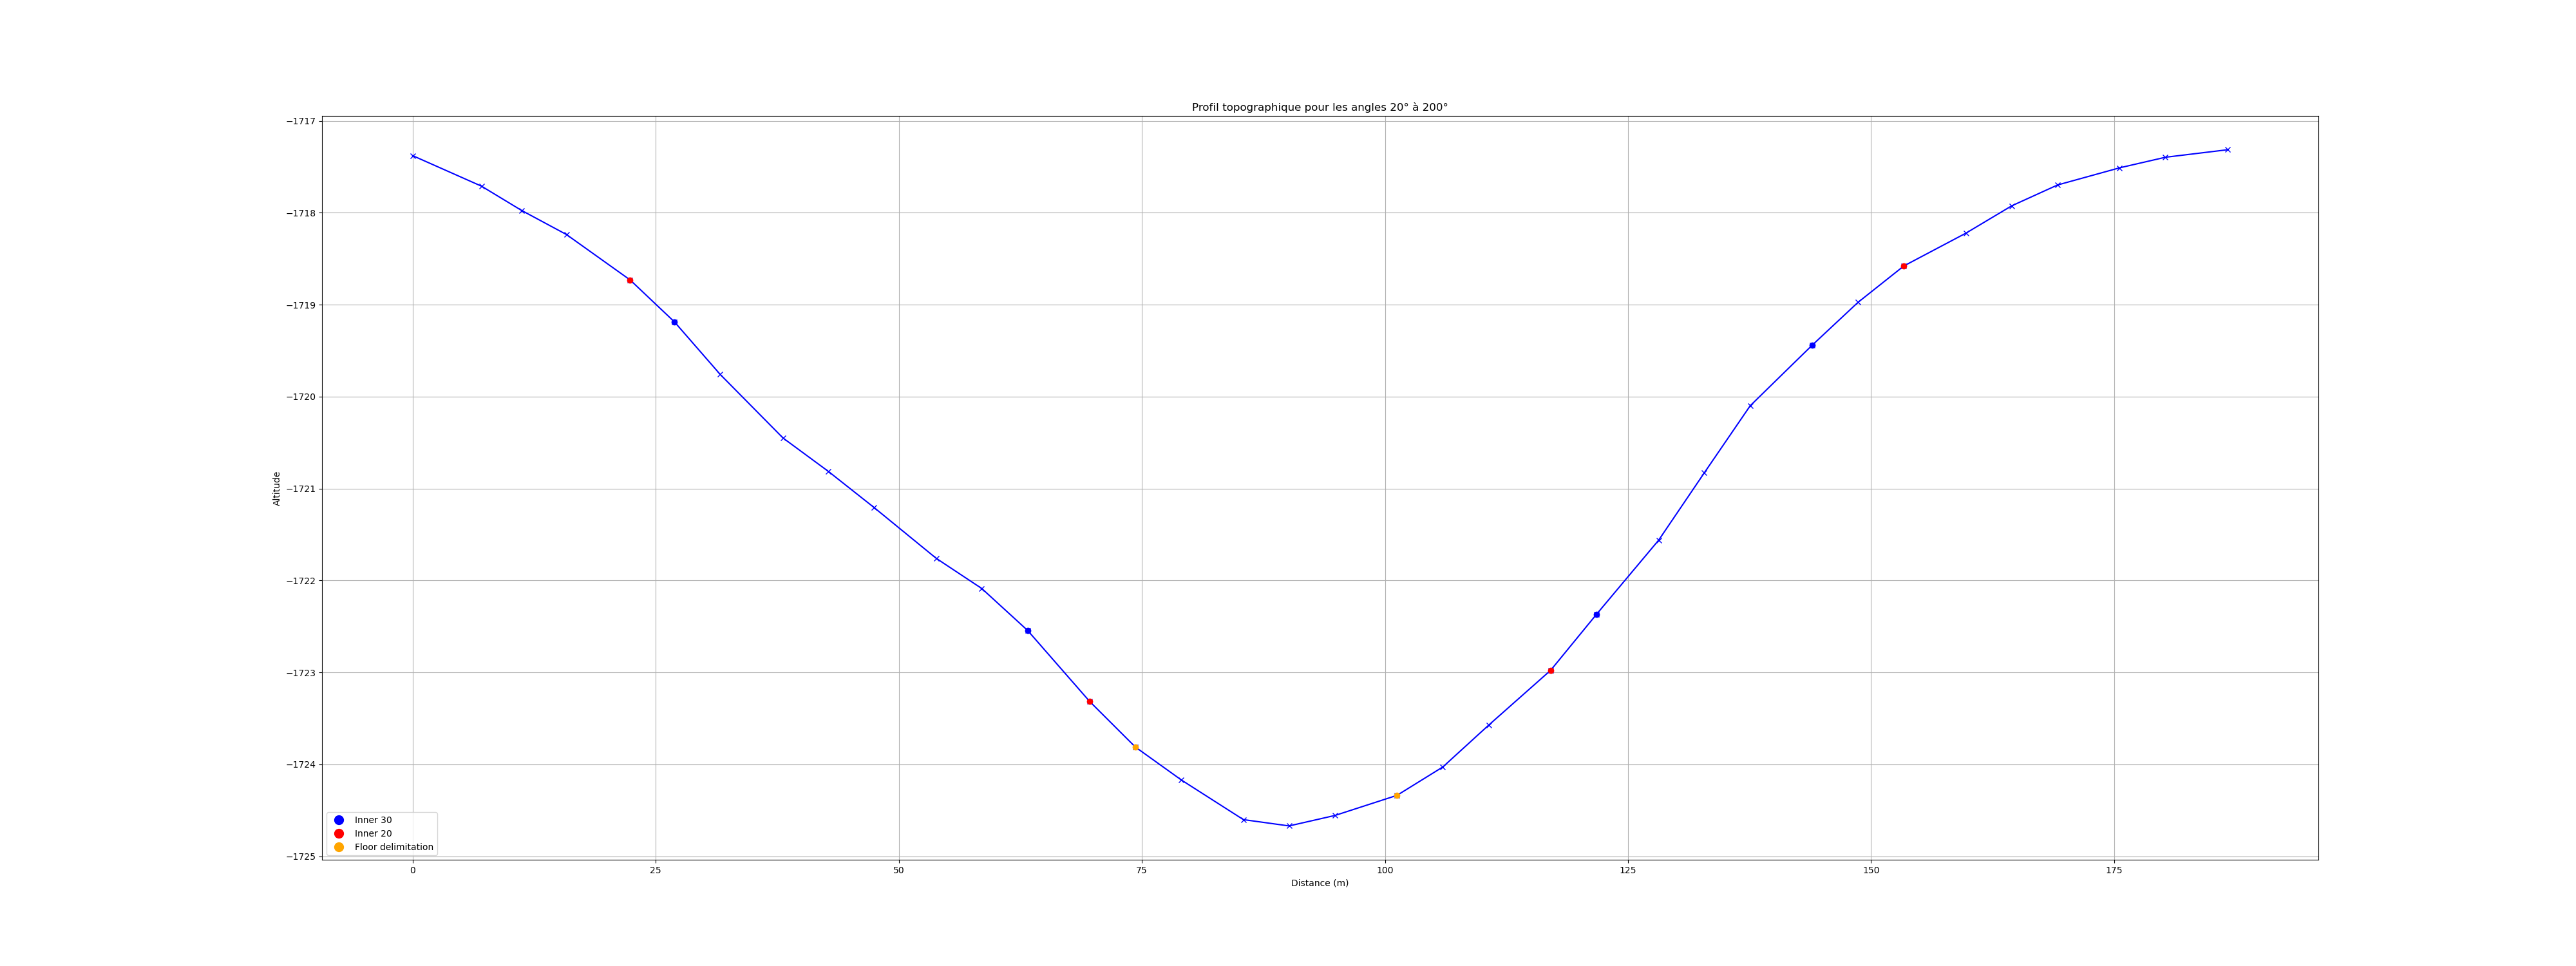 Profil topographique pour les angles 20° à 200°
Altitude
−1717
−1718
−1719
−1720
−1721
−1722
−1723
−1724
−1725
Inner 30
Inner 20
Floor delimitation
0 25 50 75 100 125 150 175
Distance (m)